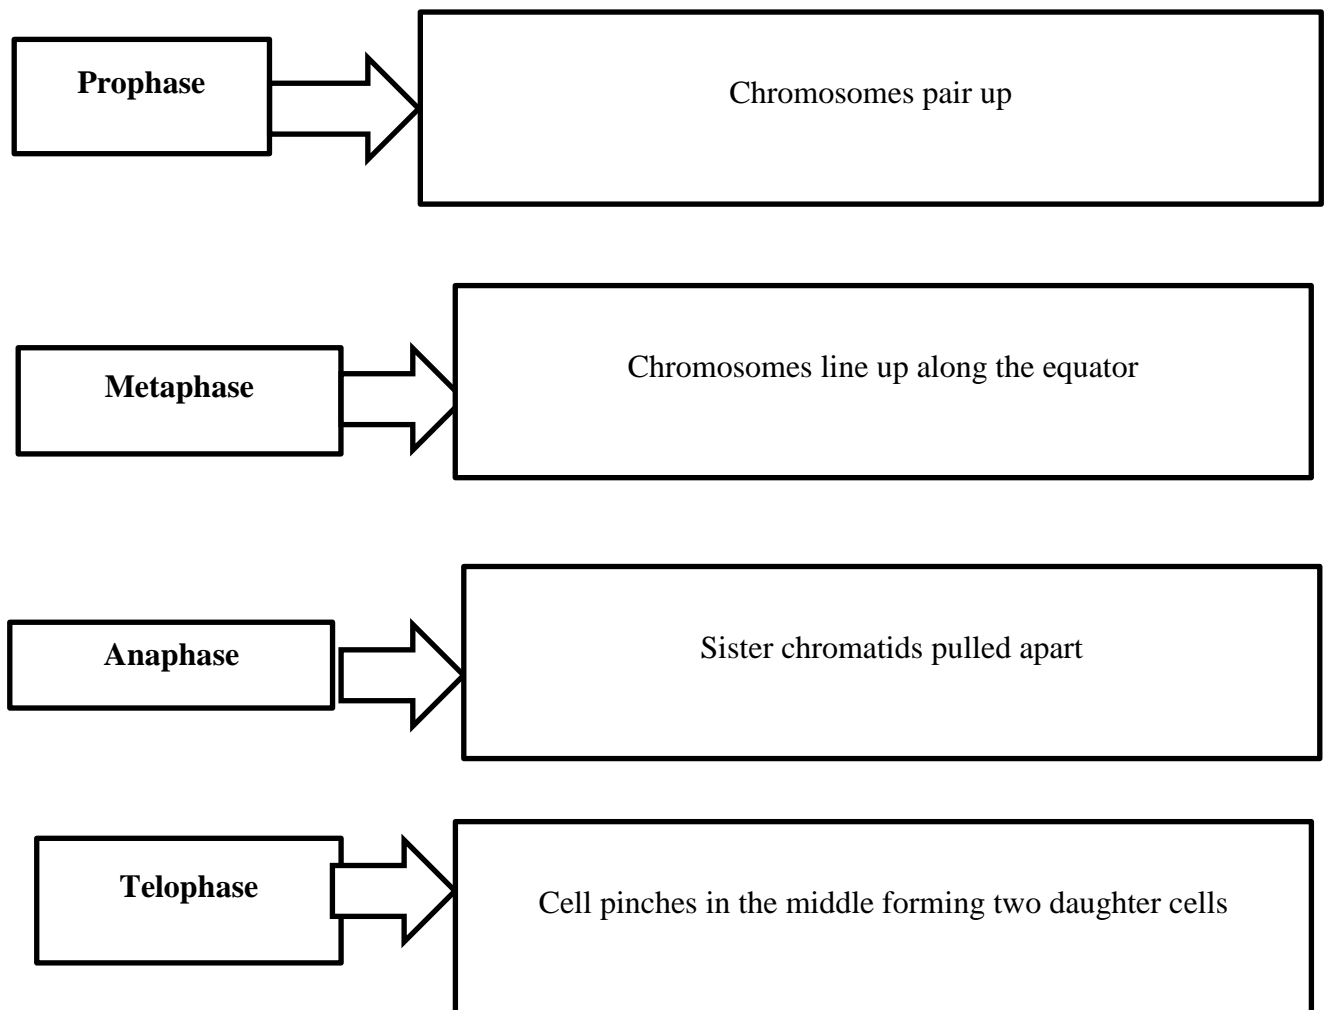 Prophase
Chromosomes pair up
Metaphase
Chromosomes line up along the equator
Anaphase
Sister chromatids pulled apart
Telophase
Cell pinches in the middle forming two daughter cells